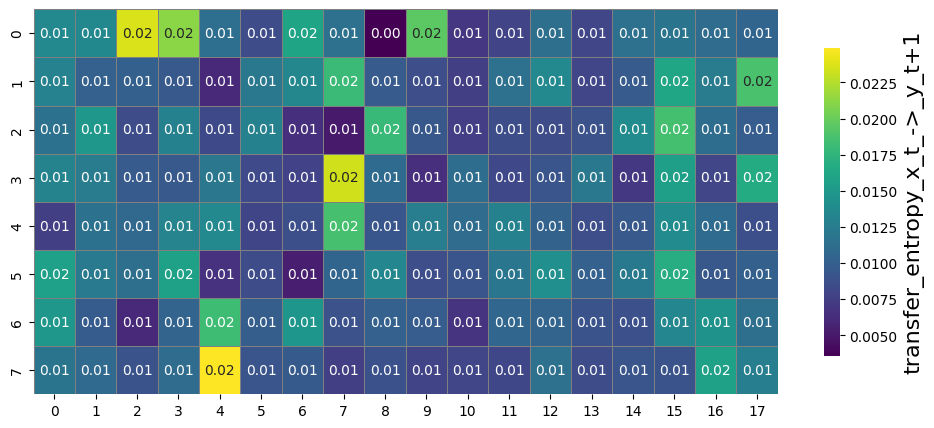 0 0.01 0.01 0.02 0.02 0.01 0.01 0.02 0.01 0.00 0.02 0.01 0.01 0.01 0.01 0.01 0.01 0.01 0.01
1 0.01 0.01 0.01 0.01 0.01 0.01 0.01 0.02 0.01 0.01 0.01 0.01 0.01 0.01 0.01 0.02 0.01 0.02
2 0.01 0.01 0.01 0.01 0.01 0.01 0.01 0.01 0.02 0.01 0.01 0.01 0.01 0.01 0.01 0.02 0.01 0.01
3 0.01 0.01 0.01 0.01 0.01 0.01 0.01 0.02 0.01 0.01 0.01 0.01 0.01 0.01 0.01 0.02 0.01 0.02
4 0.01 0.01 0.01 0.01 0.01 0.01 0.01 0.02 0.01 0.01 0.01 0.01 0.01 0.01 0.01 0.01 0.01 0.01
5 0.02 0.01 0.01 0.02 0.01 0.01 0.01 0.01 0.01 0.01 0.01 0.01 0.01 0.01 0.01 0.02 0.01 0.01
6 0.01 0.01 0.01 0.01 0.02 0.01 0.01 0.01 0.01 0.01 0.01 0.01 0.01 0.01 0.01 0.01 0.01 0.01
7 0.01 0.01 0.01 0.01 0.02 0.01 0.01 0.01 0.01 0.01 0.01 0.01 0.01 0.01 0.01 0.01 0.02 0.01
0 1 2 3 4 5 6 7 8 9 10 11 12 13 14 15 16 17
0.0225
0.0200
0.0175
0.0150
0.0125
0.0100
0.0075
0.0050
transfer_entropy_x_t_->_y_t+1